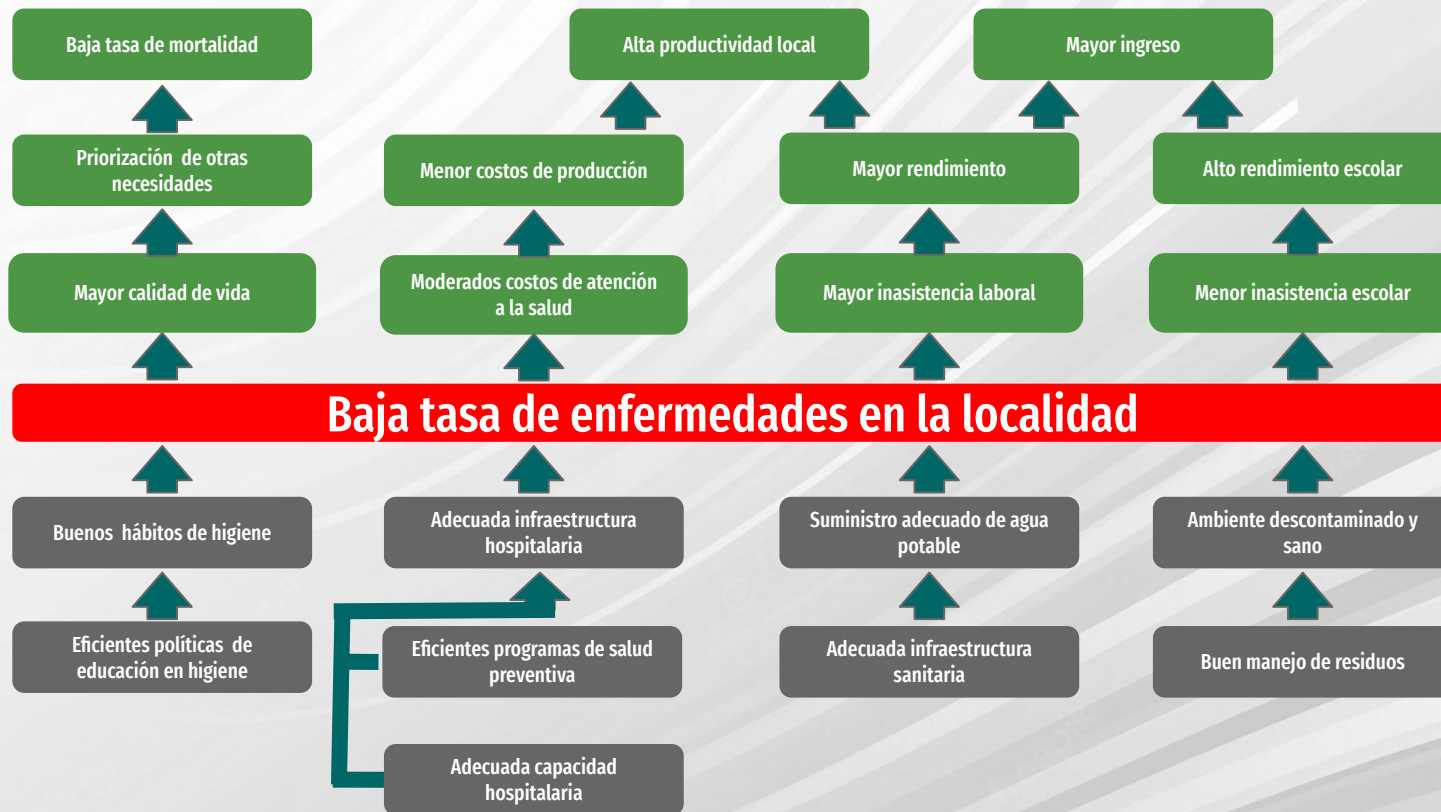 Baja tasa de mortalidad
Alta productividad local
Mayor ingreso
Priorización de otras
necesidades
Menor costos de producción
Mayor rendimiento
Alto rendimiento escolar
Mayor calidad de vida
Moderados costos de atención
a la salud
Mayor inasistencia laboral
Menor inasistencia escolar
Baja tasa de enfermedades en la localidad
Buenos hábitos de higiene
Adecuada infraestructura
hospitalaria
Suministro adecuado de agua
potable
Ambiente descontaminado y
sano
Eficientes políticas de
educación en higiene
Eficientes programas de salud
preventiva
Adecuada infraestructura
sanitaria
Buen manejo de residuos
Adecuada capacidad
hospitalaria